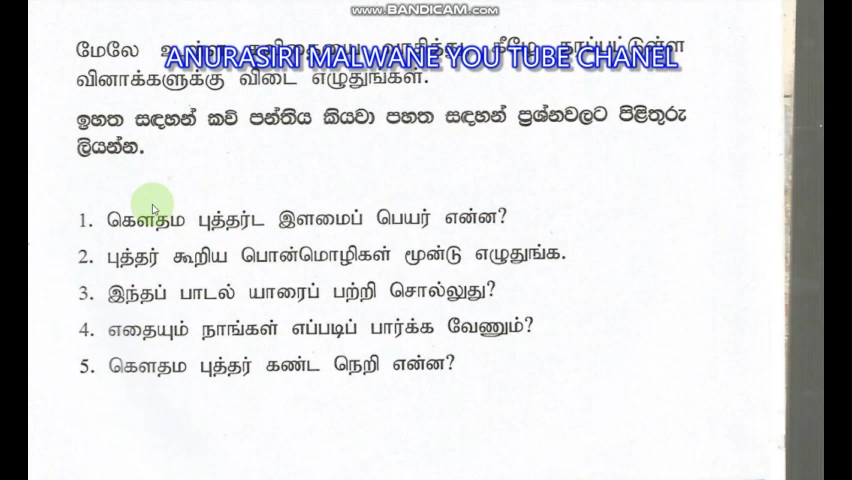 www.BANDICAM.com
ANURASIRI MALWANE YOU TUBE CHANEL
மேலே
வினாக்களுக்கு விடை எழுதுங்கள்.
ඉහත සඳහන් කවි පන්තිය කියවා පහත සඳහන් ප්‍රශ්නවලට පිළිතුරු
ලියන්න.
1. கௌதம புத்தர்ட இளமைப் பெயர் என்ன?
2. புத்தர் கூறிய பொன்மொழிகள் மூன்டு எழுதுங்க.
3. இந்தப் பாடல் யாரைப் பற்றி சொல்லுது?
4. எதையும் நாங்கள் எப்படிப் பார்க்க வேணும்?
5. கௌதம புத்தர் கண்ட நெறி என்ன?